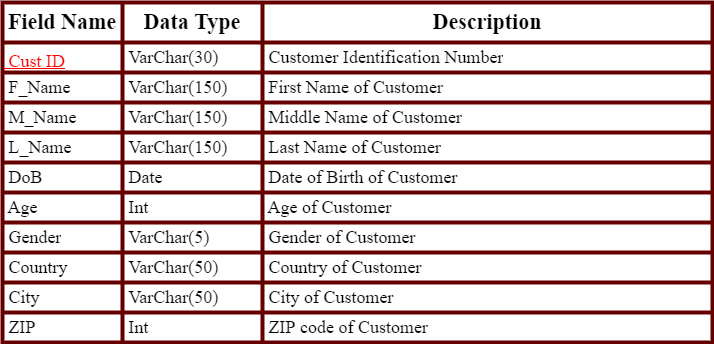 Field Name Data Type Description
Cust ID VarChar(30) Customer Identification Number
F_Name VarChar(150) First Name of Customer
M_Name VarChar(150) Middle Name of Customer
L_Name VarChar(150) Last Name of Customer
DoB Date Date of Birth of Customer
Age Int Age of Customer
Gender VarChar(5) Gender of Customer
Country VarChar(50) Country of Customer
City VarChar(50) City of Customer
ZIP Int ZIP code of Customer